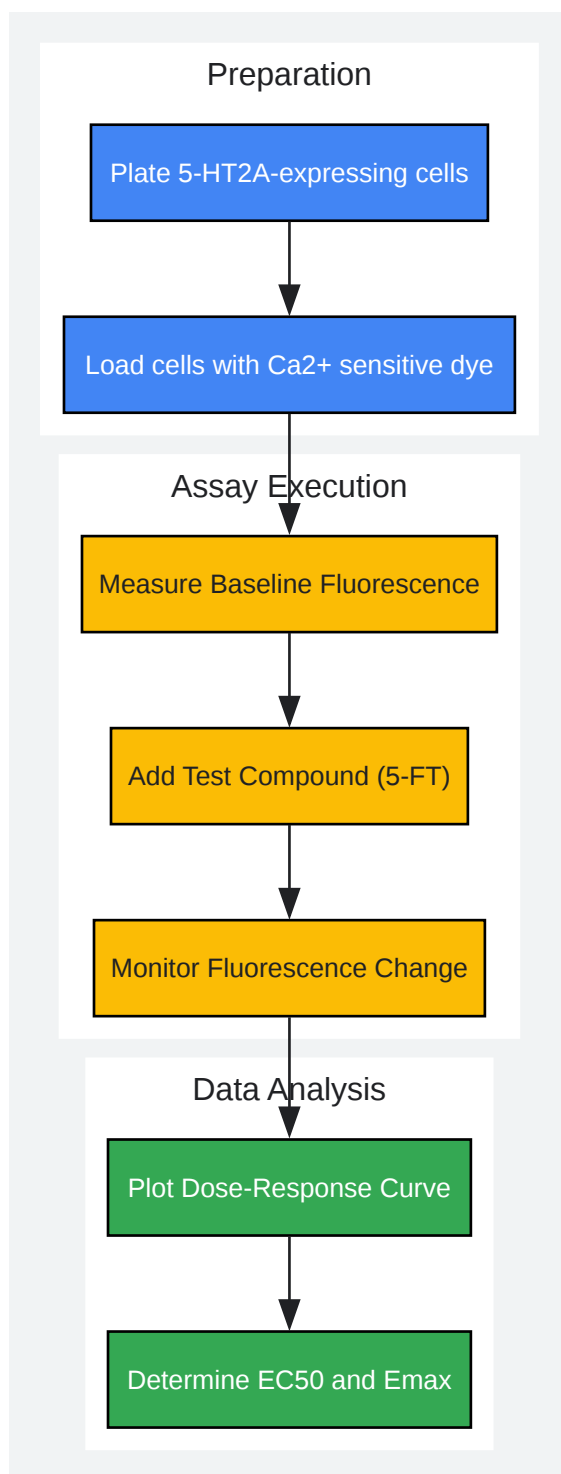 Preparation
Plate 5-HT2A-expressing cells
Load cells with Ca2+ sensitive dye
Assay Execution
Measure Baseline Fluorescence
Add Test Compound (5-FT)
Monitor Fluorescence Change
Data Analysis
Plot Dose-Response Curve
Determine EC50 and Emax